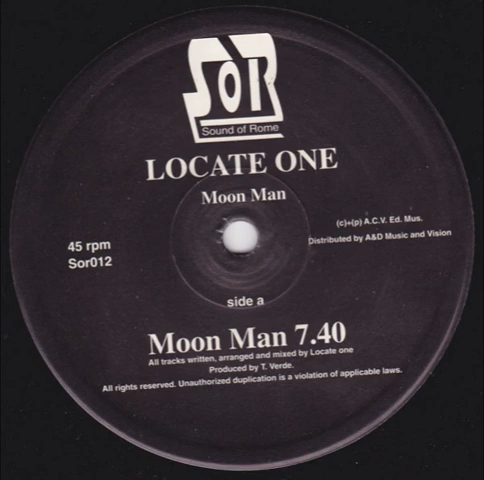 SÒR
Sound of Rome
LOCATE ONE
Moon Man
45 rpm
Sor012
(c)+(p) A.C.V. Ed. Mus.
Distributed by A&D Music and Vision
side a
Moon Man 7.40
All tracks written, arranged and mixed by Locate one
Produced by T. Verde.
All rights reserved. Unauthorized duplication is a violation of applicable laws.